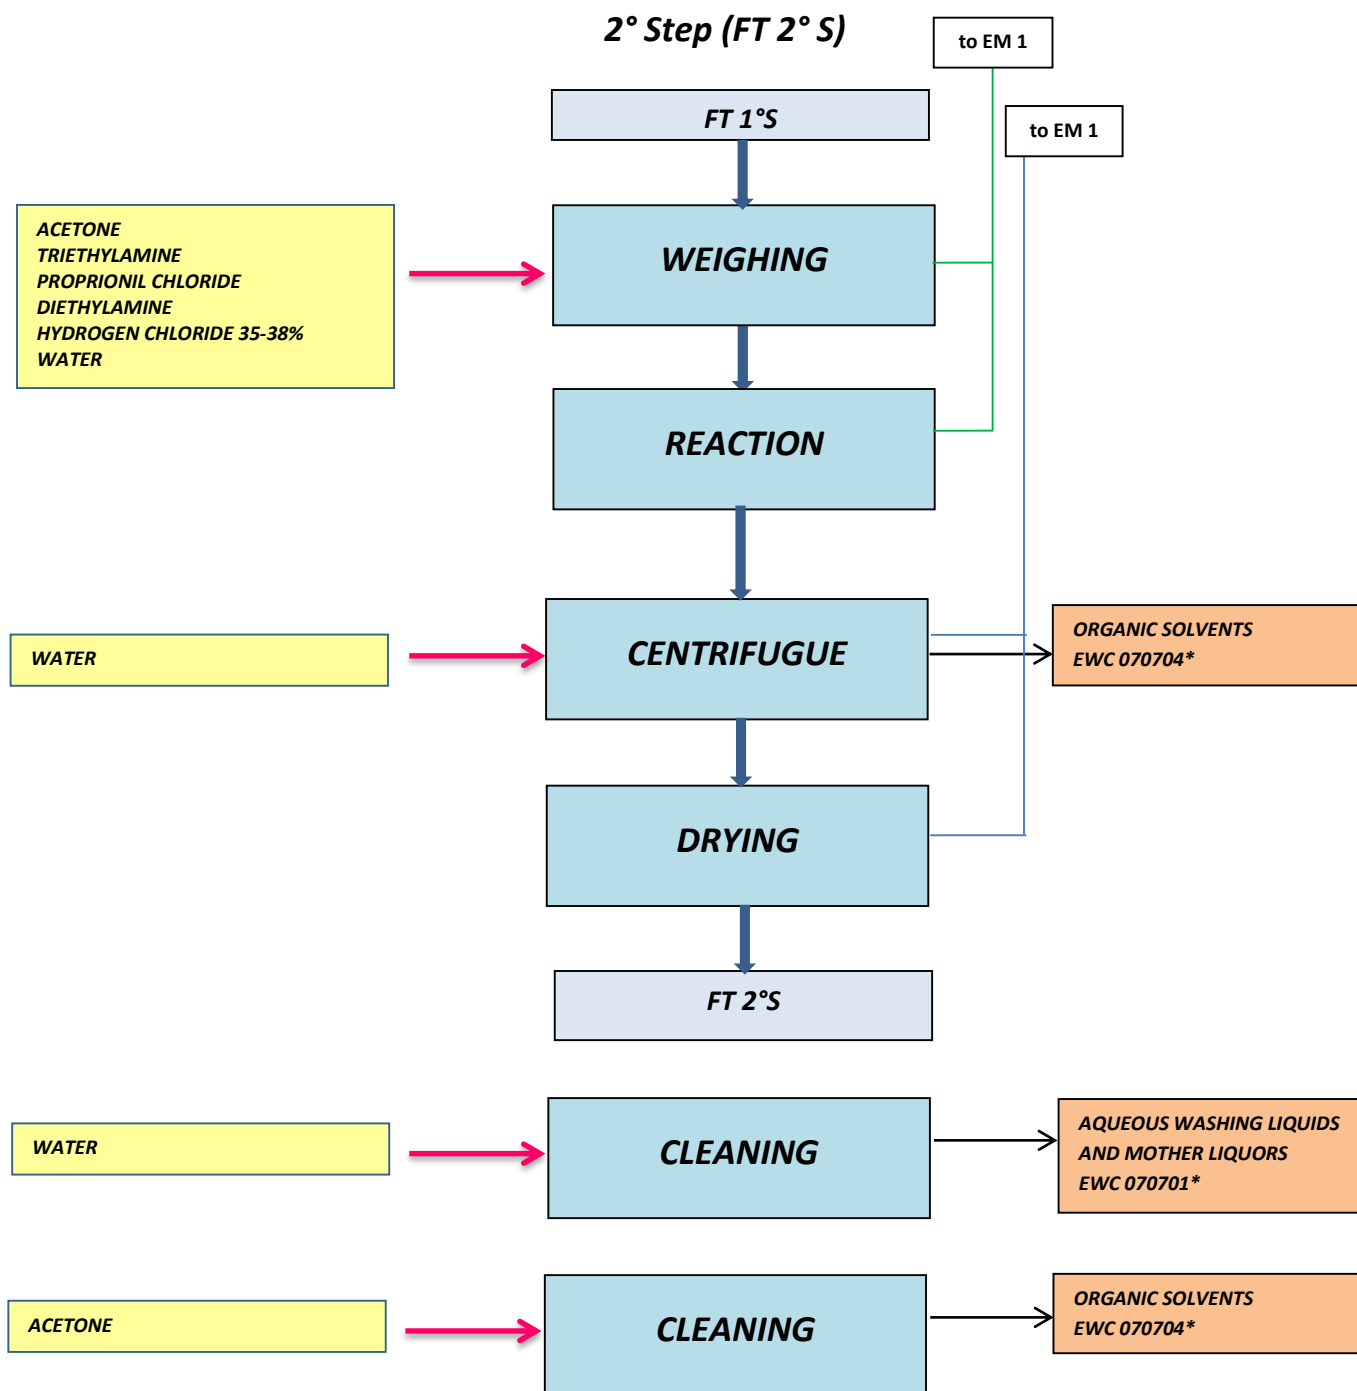 2° Step (FT 2° S)
to EM 1
FT 1°S
to EM 1
ACETONE
TRIETHYLAMINE
PROPRIONIL CHLORIDE
DIETHYLAMINE
HYDROGEN CHLORIDE 35-38%
WATER
WEIGHING
REACTION
WATER
CENTRIFUGUE
ORGANIC SOLVENTS
EWC 070704*
DRYING
FT 2°S
WATER
CLEANING
AQUEOUS WASHING LIQUIDS
AND MOTHER LIQUORS
EWC 070701*
ACETONE
CLEANING
ORGANIC SOLVENTS
EWC 070704*